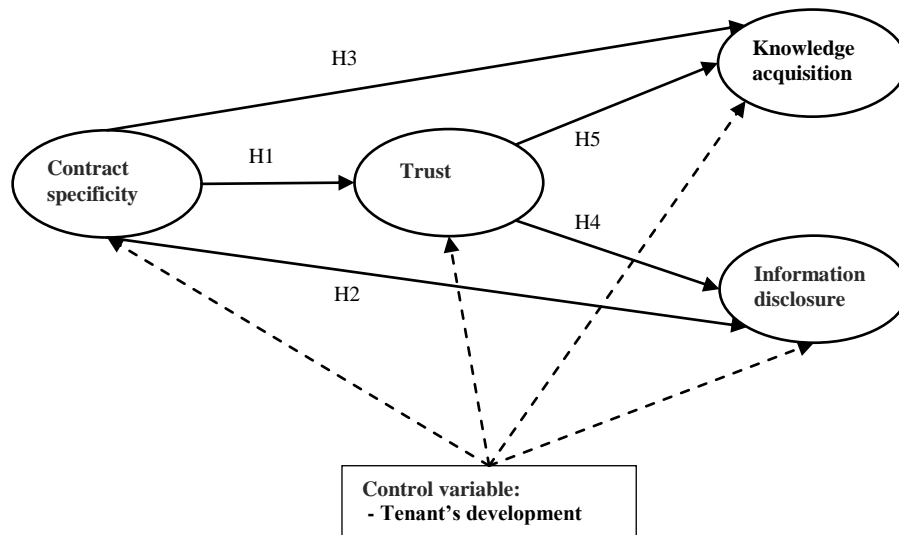 H3
Knowledge
acquisition
H1
H5
Contract
specificity
Trust
H4
H2
Information
disclosure
Control variable:
- Tenant's development